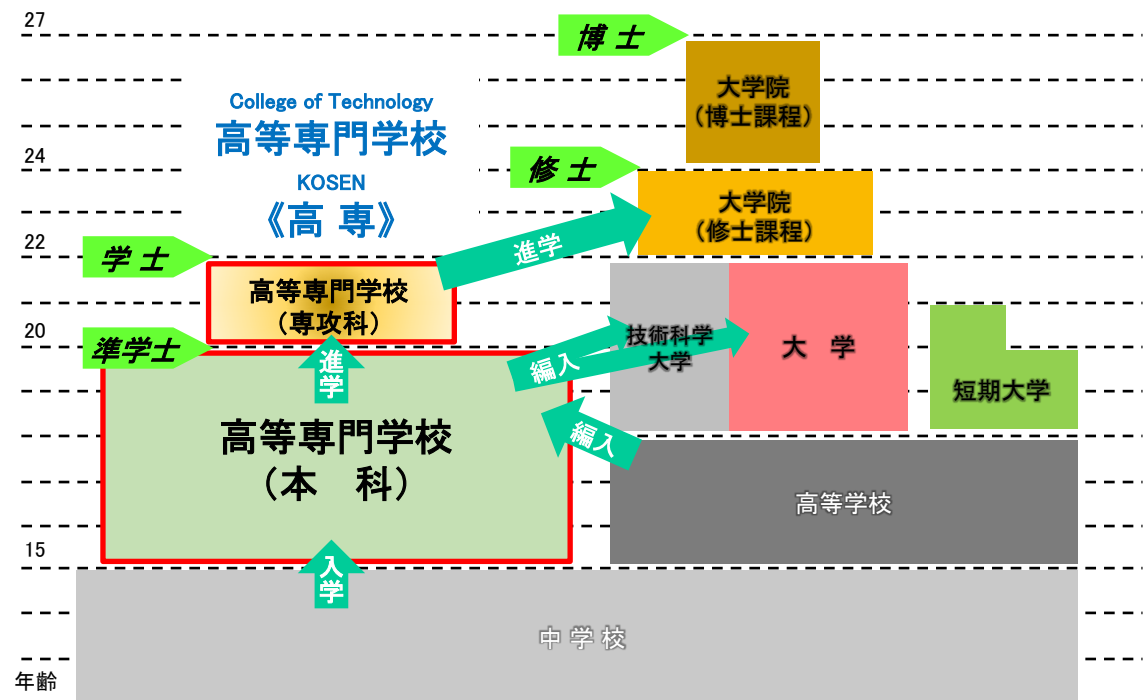 27
博 士
大学院
（博士課程）
College of Technology
高等専門学校
KOSEN
《高 専》
24
修 士
大学院
（修士課程）
進学
22
学 士
高等専門学校
（専攻科）
20
準学士
進学
編入
技術科学
大学
大　学
短期大学
高等専門学校
（本　科）
編入
高等学校
15
入学
中 学 校
年齢